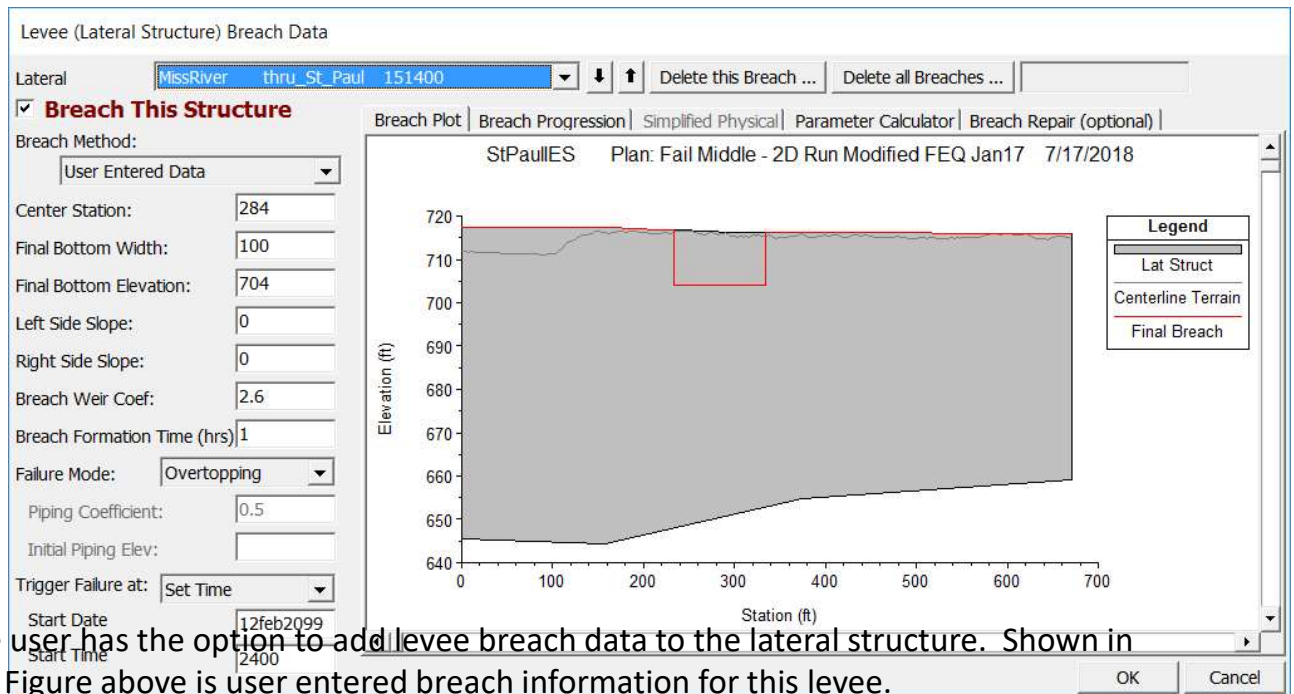 Levee (Lateral Structure) Breach Data
Lateral MissRiver thru_St_Paul 151400 Delete this Breach ... Delete all Breaches ...
Breach This Structure
Breach Method:
User Entered Data
Center Station: 284
Final Bottom Width: 100
Final Bottom Elevation: 704
Left Side Slope: 0
Right Side Slope: 0
Breach Weir Coef: 2.6
Breach Formation Time (hrs) 1
Failure Mode: Overtopping
Piping Coefficient: 0.5
Initial Piping Elev:
Trigger Failure at: Set Time
Start Date 12feb2099
Start Time 2400
Breach Plot Breach Progression Simplified Physical Parameter Calculator Breach Repair (optional)
StPaulIES Plan: Fail Middle - 2D Run Modified FEQ Jan17 7/17/2018
720
710
700
690
680
670
660
650
640
Elevation (ft)
0 100 200 300 400 500 600 700
Station (ft)
Legend
Lat Struct
Centerline Terrain
Final Breach
user has the option to add levee breach data to the lateral structure. Shown in
Figure above is user entered breach information for this levee.
OK Cancel